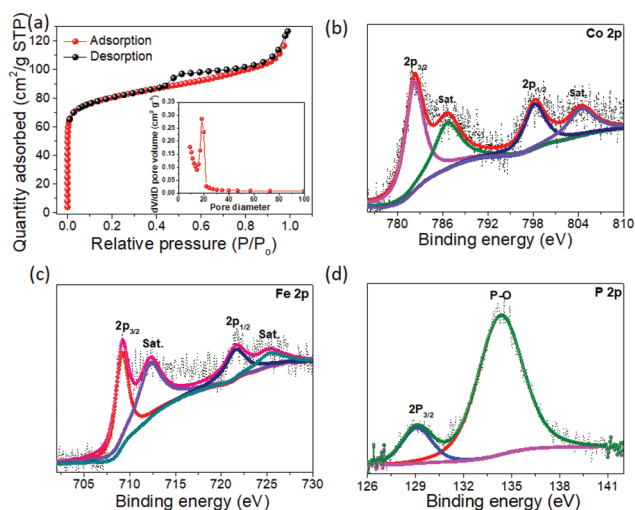 (a)
Adsorption
Desorption
Quantity adsorbed (cm²/g STP)
120
100
80
60
40
20
0
0.0 0.2 0.4 0.6 0.8 1.0
Relative pressure (P/Po)
dV/dD pore volume (cm³ g⁻¹)
0.35
0.30
0.25
0.20
0.15
0.10
0.05
0.00
0 20 40 60 80 100
Pore diameter
(b)
Co 2p
2p3/2
Sat.
2p1/2
Sat.
780 786 792 798 804 810
Binding energy (eV)
(c)
Fe 2p
2p3/2
Sat.
2p1/2
Sat.
705 710 715 720 725 730
Binding energy (eV)
(d)
P 2p
P-O
2P3/2
126 129 132 135 138 141
Binding energy (eV)